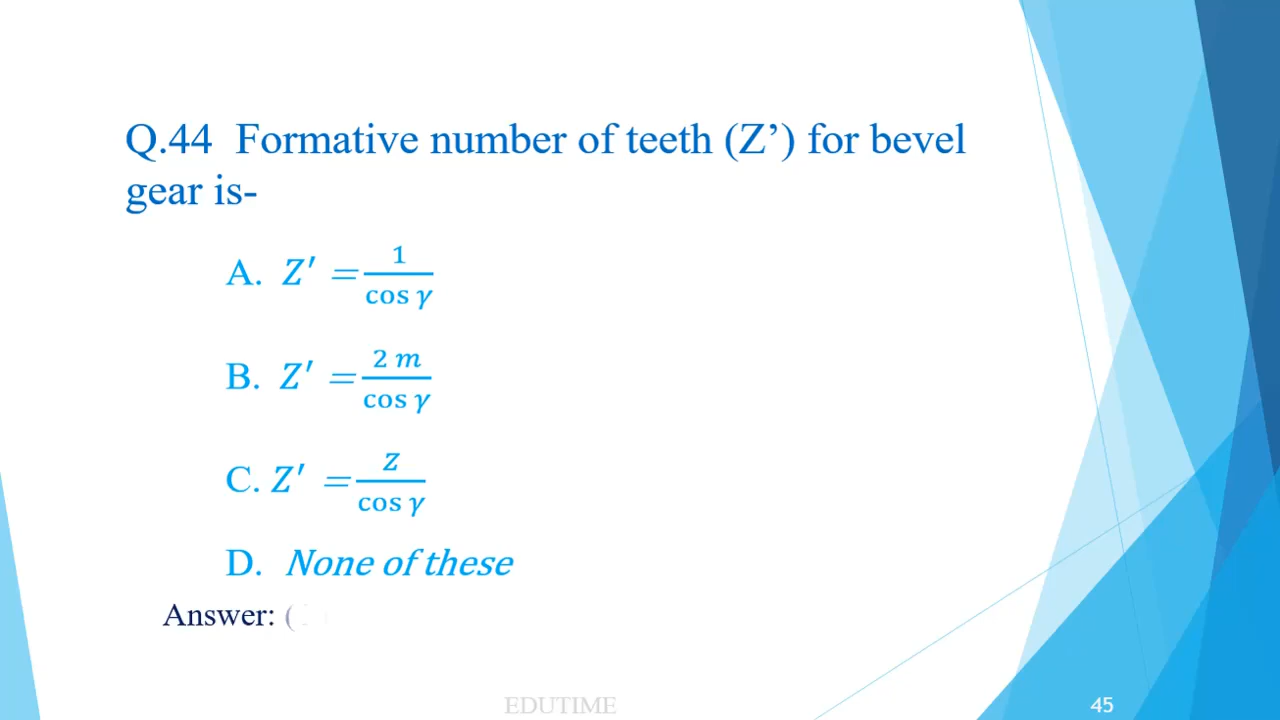 Q.44 Formative number of teeth (Z’) for bevel
gear is-
A. Z′ = 1/cos γ
B. Z′ = 2 m/cos γ
C. Z′ = z/cos γ
D. None of these
Answer: (
EDUTIME
45